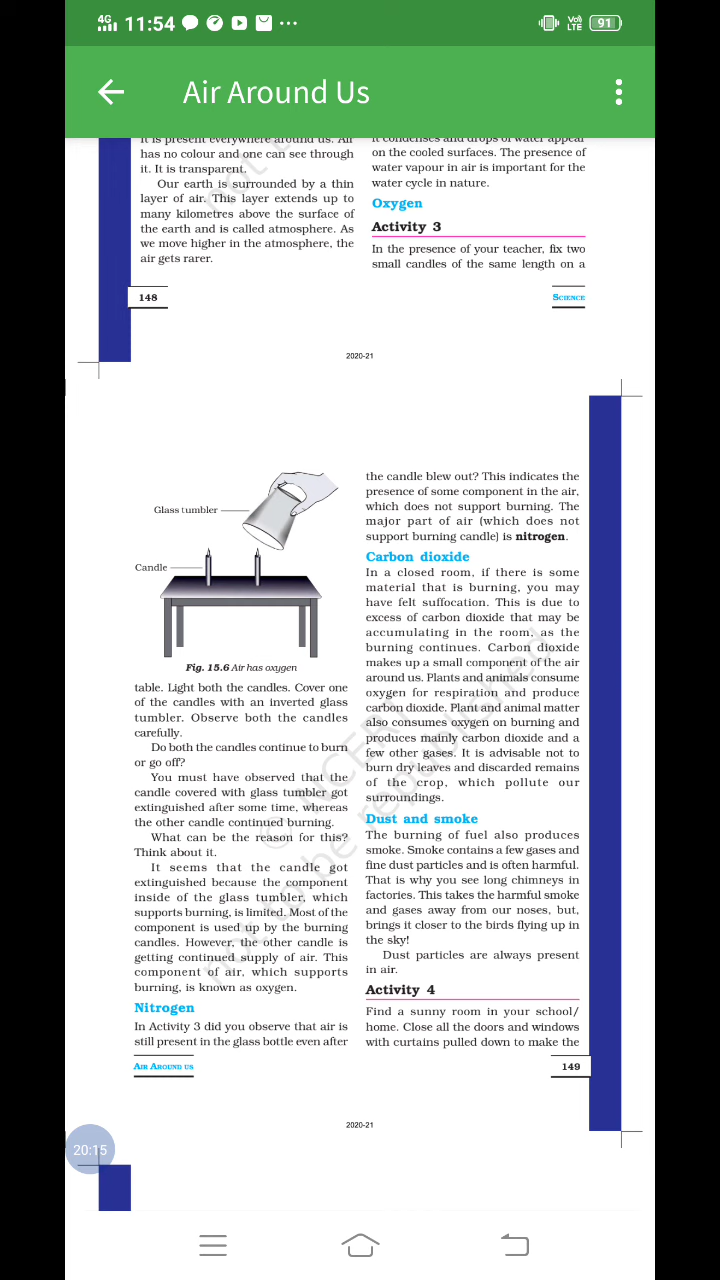 4G 11:54 ...
Vo) LTE 91
Air Around Us
it is present everywhere around us. Air
has no colour and one can see through
it. It is transparent.
Our earth is surrounded by a thin
layer of air. This layer extends up to
many kilometres above the surface of
the earth and is called atmosphere. As
we move higher in the atmosphere, the
air gets rarer.
148
it condenses and drops of water appear
on the cooled surfaces. The presence of
water vapour in air is important for the
water cycle in nature.
Oxygen
Activity 3
In the presence of your teacher, fix two
small candles of the same length on a
SCIENCE
2020-21
Glass tumbler
Candle
Fig. 15.6 Air has oxygen
table. Light both the candles. Cover one
of the candles with an inverted glass
tumbler. Observe both the candles
carefully.
Do both the candles continue to burn
or go off?
You must have observed that the
candle covered with glass tumbler got
extinguished after some time, whereas
the other candle continued burning.
What can be the reason for this?
Think about it.
It seems that the candle got
extinguished because the component
inside of the glass tumbler, which
supports burning, is limited. Most of the
component is used up by the burning
candles. However, the other candle is
getting continued supply of air. This
component of air, which supports
burning, is known as oxygen.
Nitrogen
In Activity 3 did you observe that air is
still present in the glass bottle even after
AIR AROUND US
the candle blew out? This indicates the
presence of some component in the air,
which does not support burning. The
major part of air (which does not
support burning candle) is nitrogen.
Carbon dioxide
In a closed room, if there is some
material that is burning, you may
have felt suffocation. This is due to
excess of carbon dioxide that may be
accumulating in the room, as the
burning continues. Carbon dioxide
makes up a small component of the air
around us. Plants and animals consume
oxygen for respiration and produce
carbon dioxide. Plant and animal matter
also consumes oxygen on burning and
produces mainly carbon dioxide and a
few other gases. It is advisable not to
burn dry leaves and discarded remains
of the crop, which pollute our
surroundings.
Dust and smoke
The burning of fuel also produces
smoke. Smoke contains a few gases and
fine dust particles and is often harmful.
That is why you see long chimneys in
factories. This takes the harmful smoke
and gases away from our noses, but,
brings it closer to the birds flying up in
the sky!
Dust particles are always present
in air.
Activity 4
Find a sunny room in your school/
home. Close all the doors and windows
with curtains pulled down to make the
149
© NCERT
not to be republished
2020-21
20:15